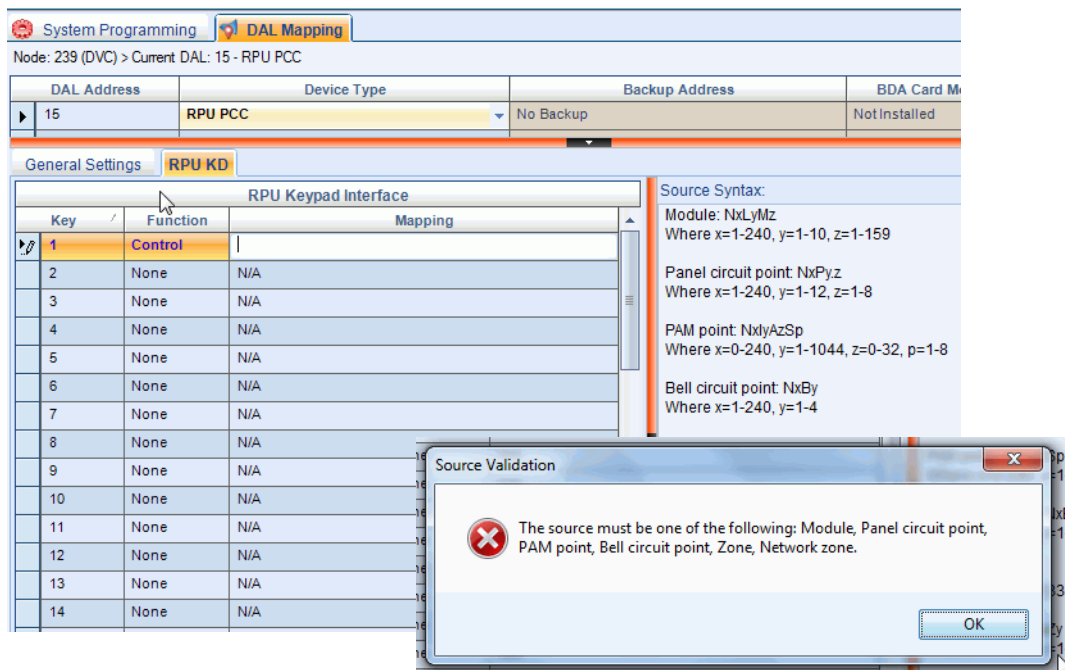 System Programming DAL Mapping
Node: 239 (DVC) > Current DAL: 15 - RPU PCC
DAL Address Device Type Backup Address BDA Card M
15 RPU PCC No Backup Not Installed
General Settings RPU KD
RPU Keypad Interface
Key Function Mapping
1 Control
2 None N/A
3 None N/A
4 None N/A
5 None N/A
6 None N/A
7 None N/A
8 None N/A
9 None N/A
10 None N/A
11 None N/A
12 None N/A
13 None N/A
14 None N/A
Source Syntax:
Module: NxLyMz
Where x=1-240, y=1-10, z=1-159
Panel circuit point: NxPy.z
Where x=1-240, y=1-12, z=1-8
PAM point: NxIyAzSp
Where x=0-240, y=1-1044, z=0-32, p=1-8
Bell circuit point: NxBy
Where x=1-240, y=1-4
Source Validation
The source must be one of the following: Module, Panel circuit point,
PAM point, Bell circuit point, Zone, Network zone.
OK